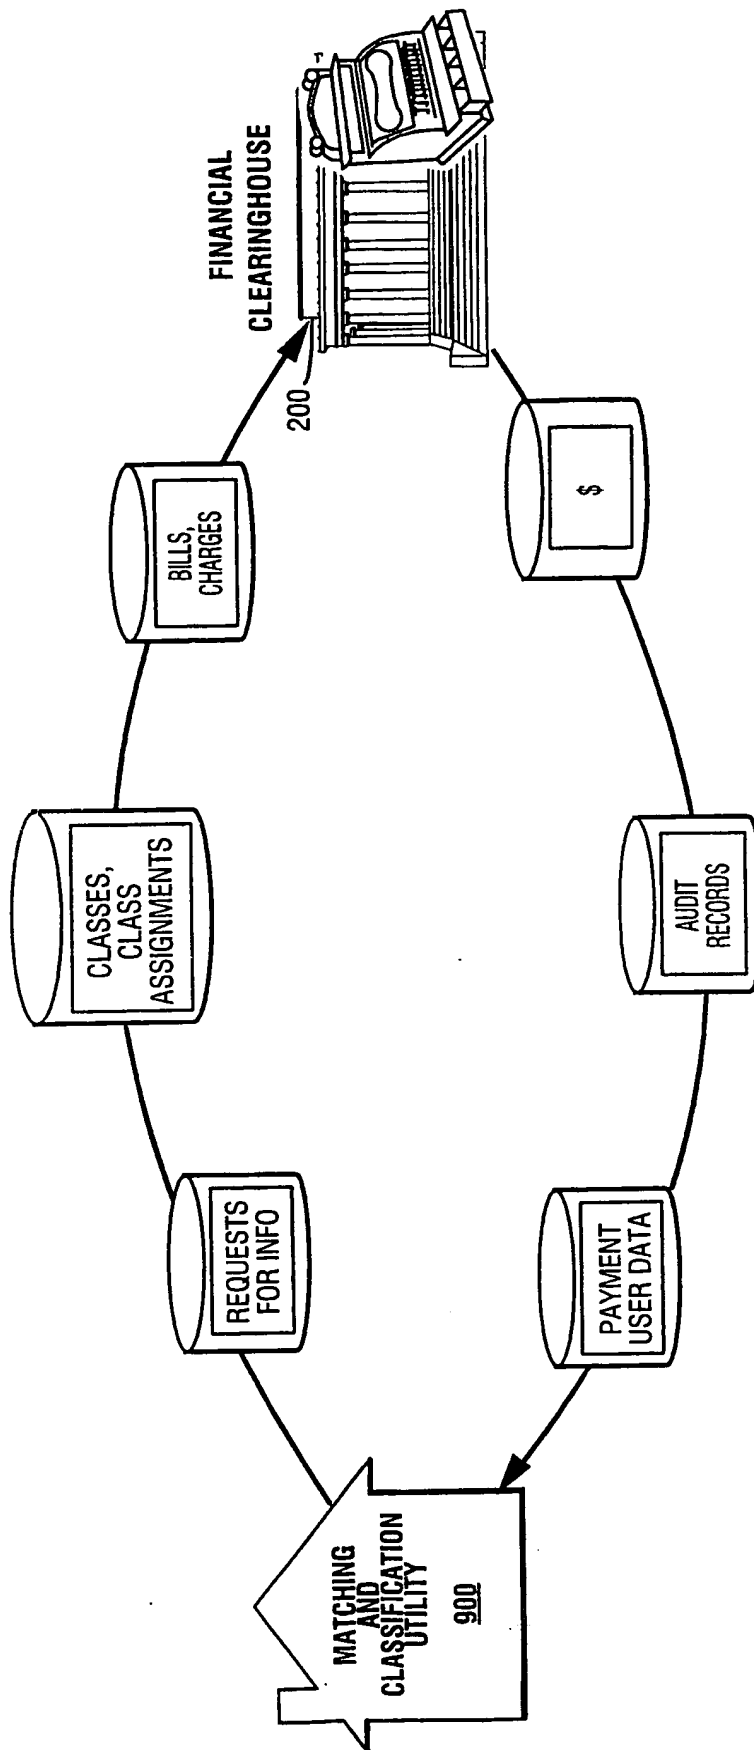 FINANCIAL
CLEARINGHOUSE
200
BILLS,
CHARGES
CLASSES,
CLASS
ASSIGNMENTS
REQUESTS
FOR INFO
MATCHING
AND
CLASSIFICATION
UTILITY
900
$
AUDIT
RECORDS
PAYMENT
USER DATA